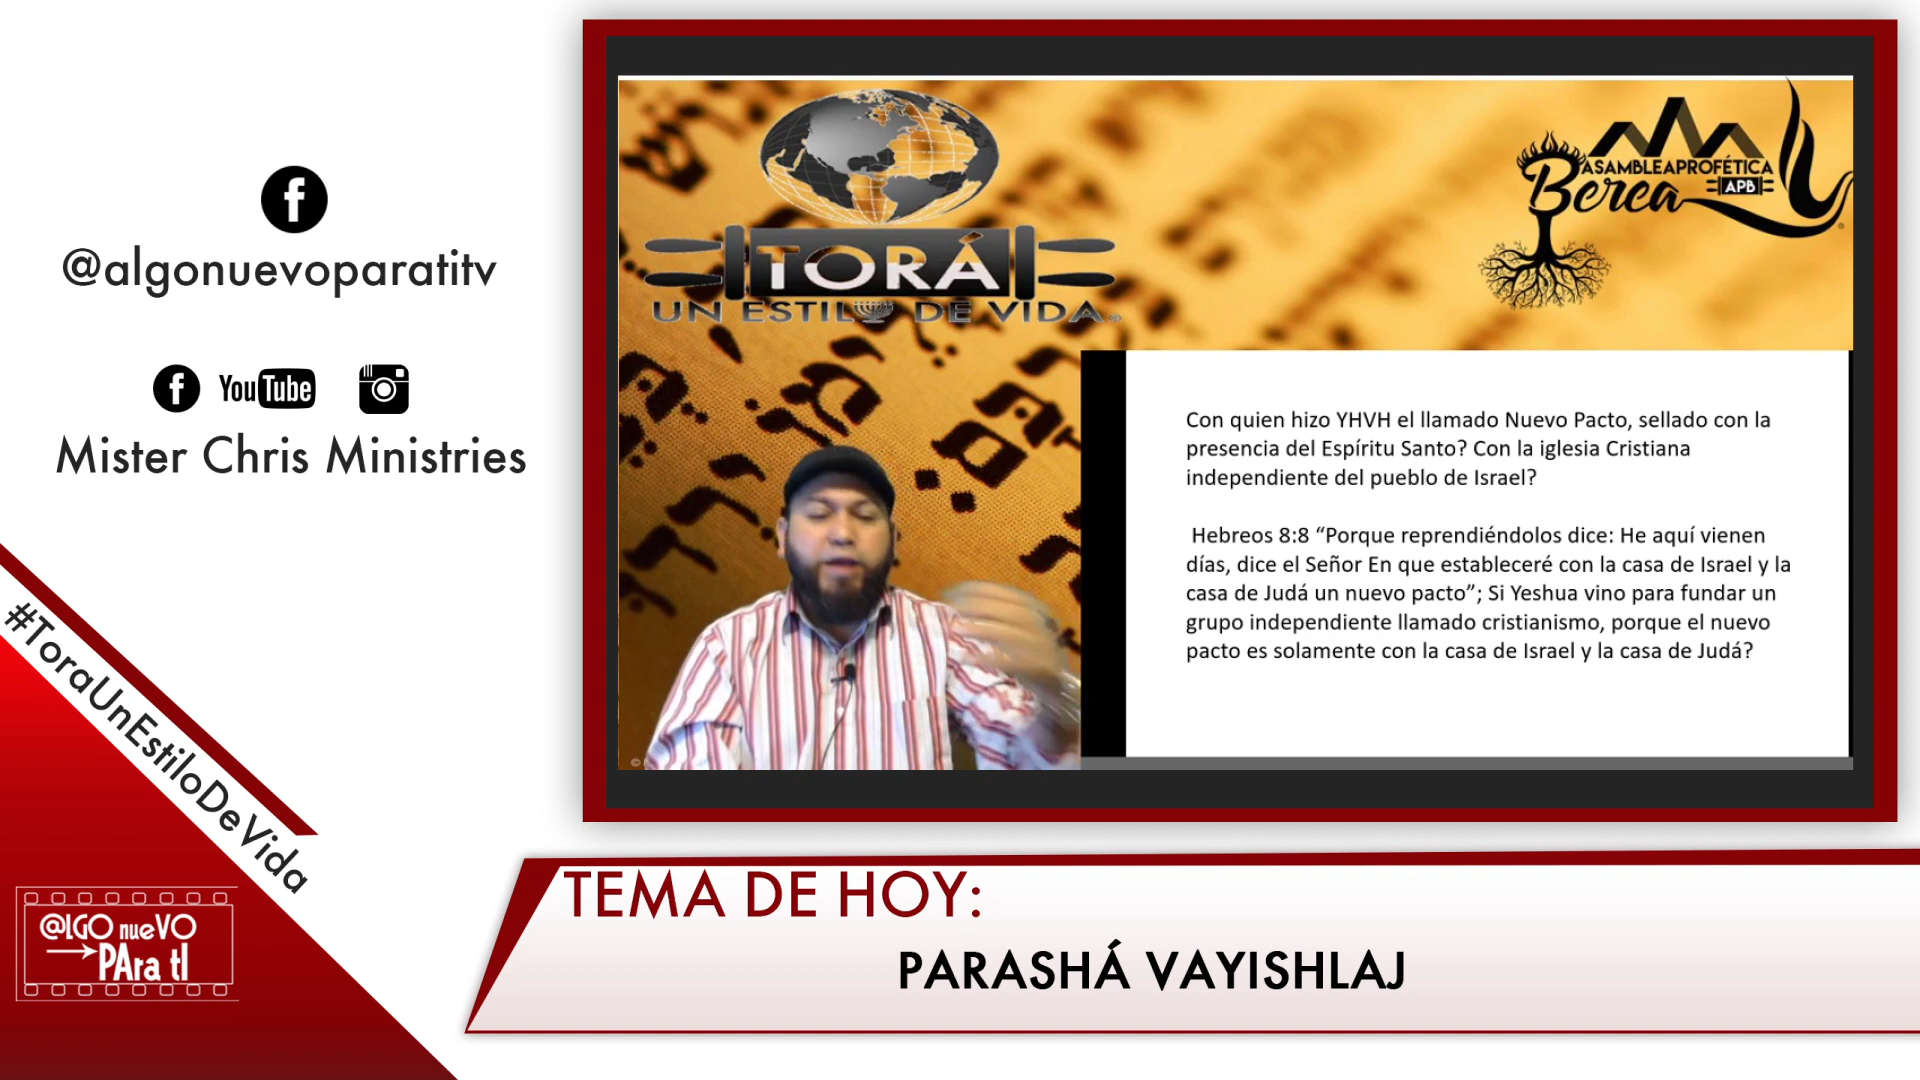 @algonuevoparatitv
YouTube
Mister Chris Ministries
#ToraUnEstiloDeVida
@LGO nueVO
PAra tI
TORÁ
UN ESTILO DE VIDA
ASAMBLEAPROFÉTICA
Berea
APB
Con quien hizo YHVH el llamado Nuevo Pacto, sellado con la
presencia del Espíritu Santo? Con la iglesia Cristiana
independiente del pueblo de Israel?
Hebreos 8:8 “Porque reprendiéndolos dice: He aquí vienen
días, dice el Señor En que estableceré con la casa de Israel y la
casa de Judá un nuevo pacto”; Si Yeshua vino para fundar un
grupo independiente llamado cristianismo, porque el nuevo
pacto es solamente con la casa de Israel y la casa de Judá?
TEMA DE HOY:
PARASHÁ VAYISHLAJ